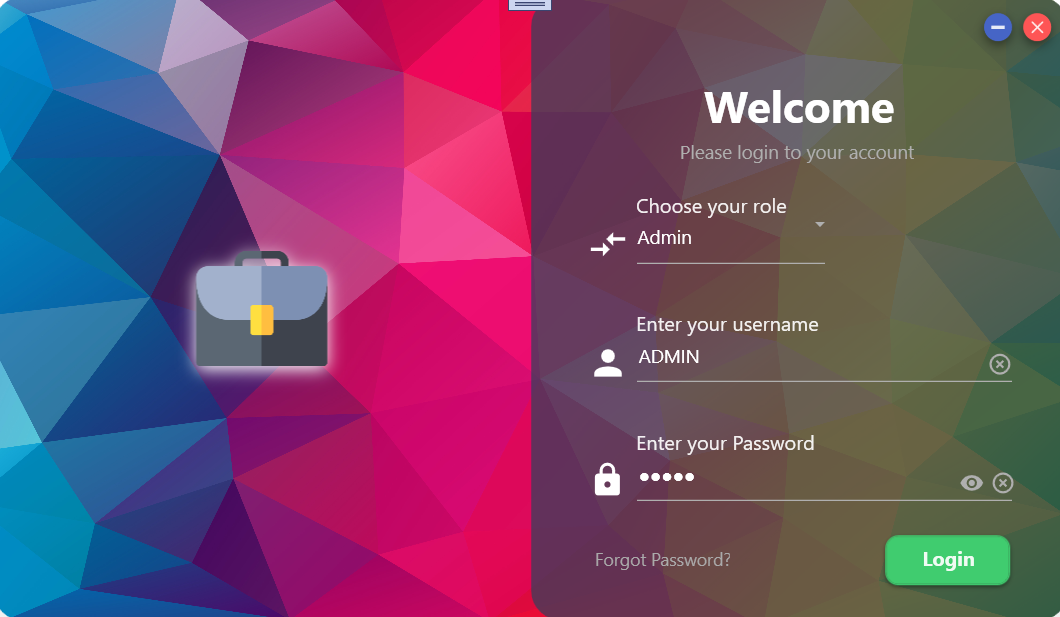 Welcome
Please login to your account
Choose your role
Admin
Enter your username
ADMIN
Enter your Password
•••••
Forgot Password?
Login